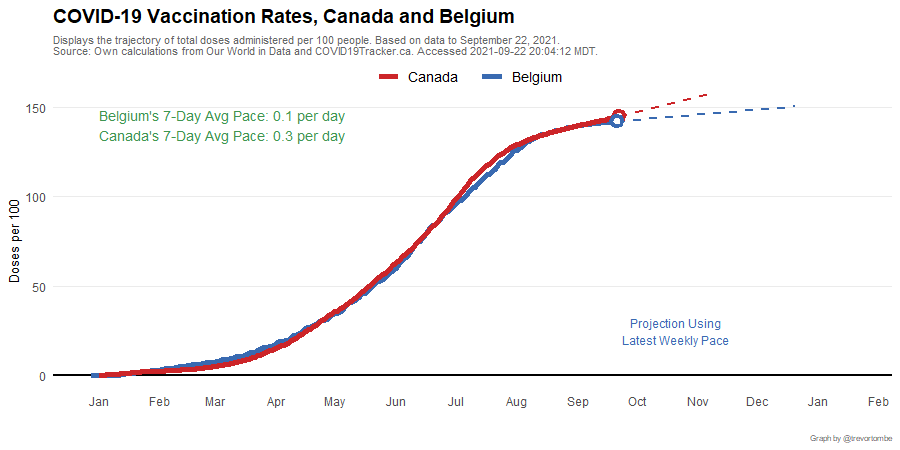 COVID-19 Vaccination Rates, Canada and Belgium
Displays the trajectory of total doses administered per 100 people. Based on data to September 22, 2021.
Source: Own calculations from Our World in Data and COVID19Tracker.ca. Accessed 2021-09-22 20:04:12 MDT.
Canada Belgium
Belgium's 7-Day Avg Pace: 0.1 per day
Canada's 7-Day Avg Pace: 0.3 per day
150
100
50
0
Doses per 100
Projection Using
Latest Weekly Pace
Jan Feb Mar Apr May Jun Jul Aug Sep Oct Nov Dec Jan Feb
Graph by @trevortombe